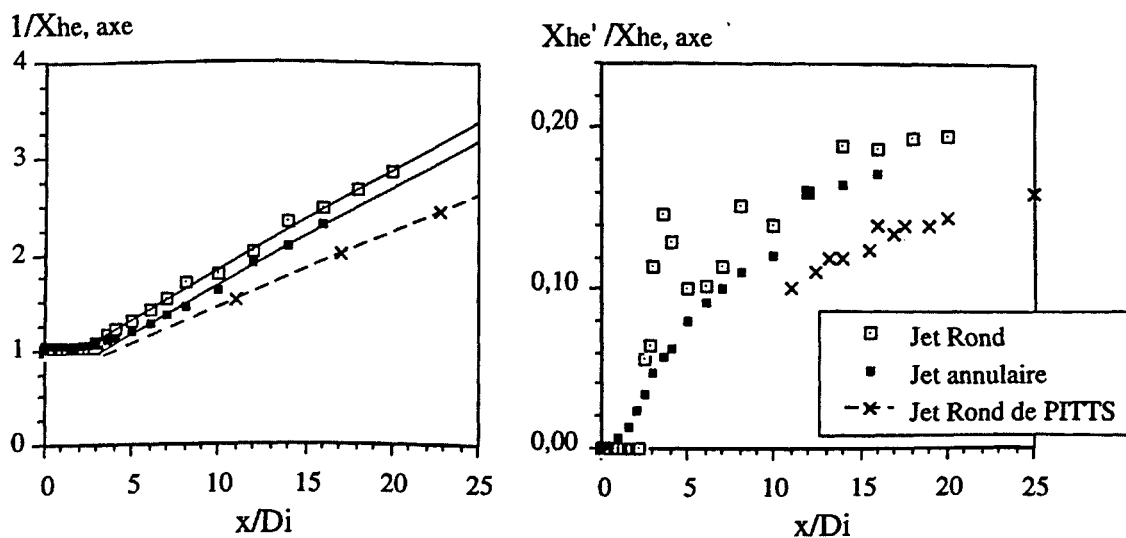 1/Xhe, axe
4
3
2
1
0
0 5 10 15 20 25
x/Di
Xhe' /Xhe, axe
0,20
0,10
0,00
0 5 10 15 20 25
x/Di
Jet Rond
Jet annulaire
Jet Rond de PITTS